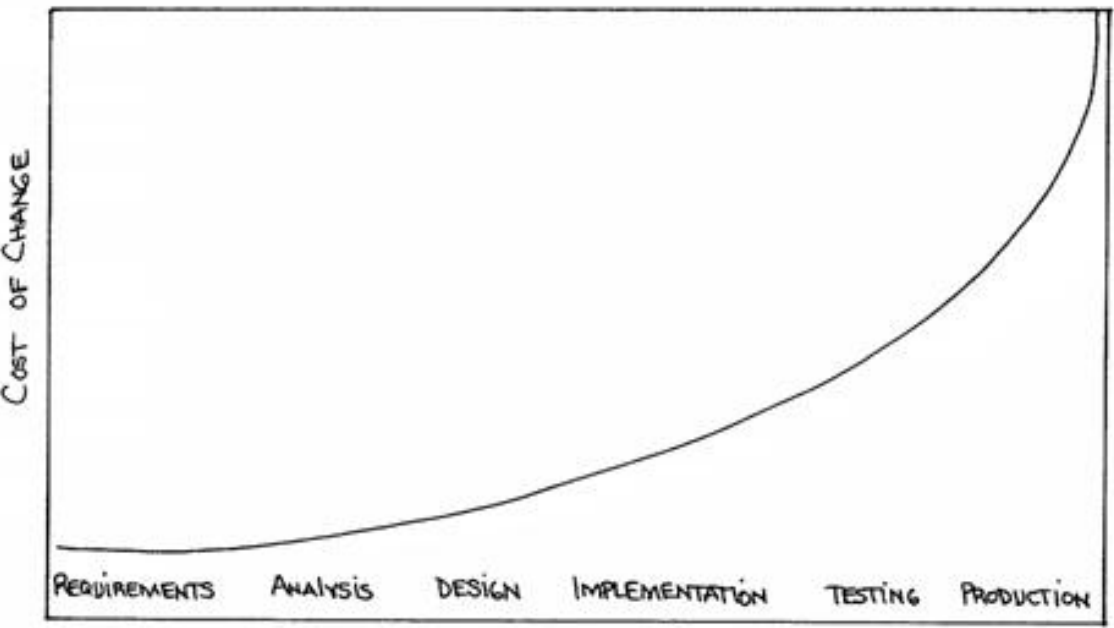 COST OF CHANGE
REQUIREMENTS ANALYSIS DESIGN IMPLEMENTATION TESTING PRODUCTION